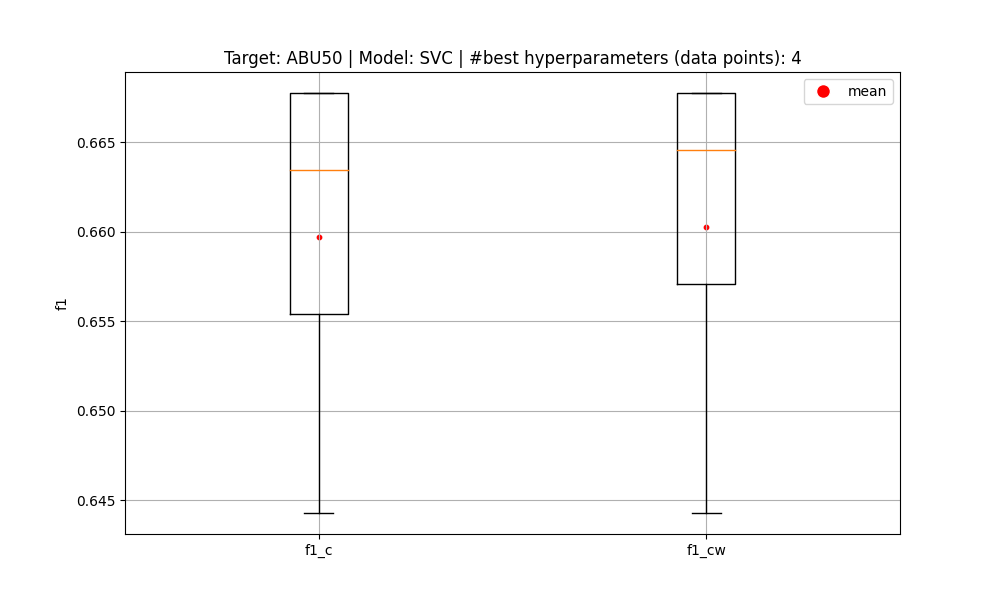 Target: ABU50 | Model: SVC | #best hyperparameters (data points): 4
mean
0.665
0.660
0.655
0.650
0.645
f1
f1_c
f1_cw